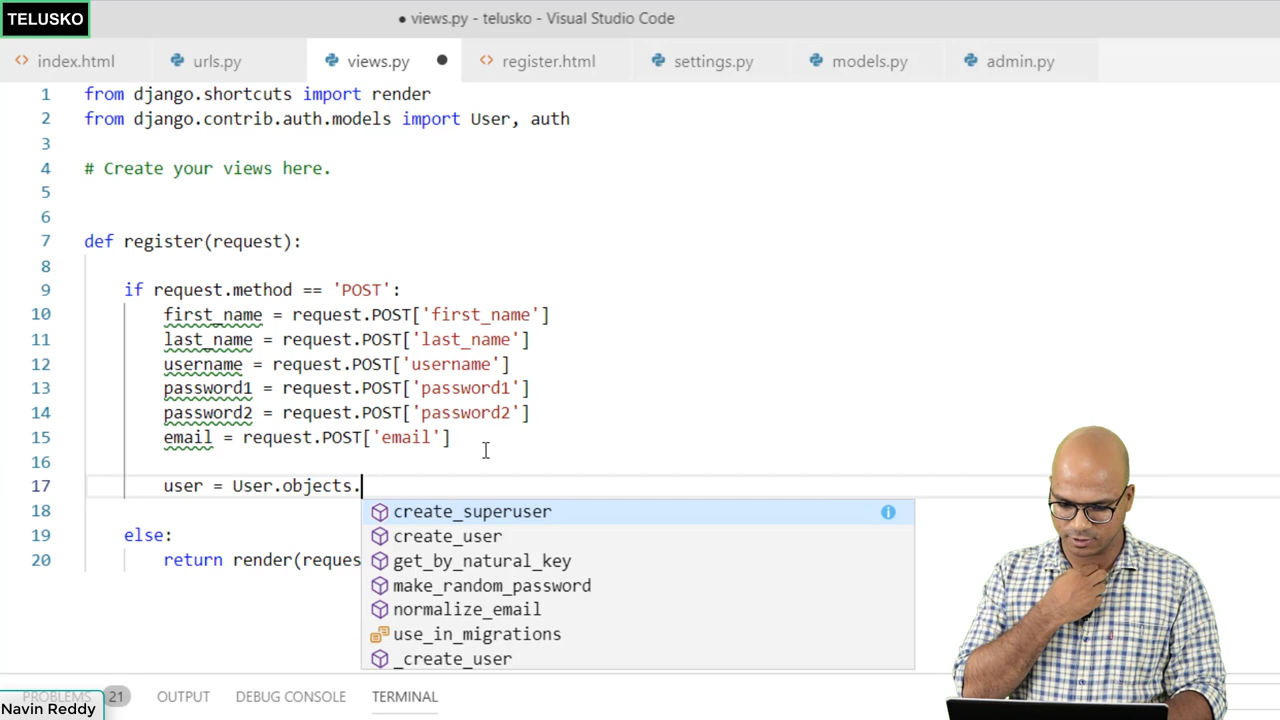 TELUSKO
● views.py - telusko - Visual Studio Code
<> index.html urls.py views.py ● <> register.html settings.py models.py admin.py
1 from django.shortcuts import render
2 from django.contrib.auth.models import User, auth
3
4 # Create your views here.
5
6
7 def register(request):
8
9 if request.method == 'POST':
10 first_name = request.POST['first_name']
11 last_name = request.POST['last_name']
12 username = request.POST['username']
13 password1 = request.POST['password1']
14 password2 = request.POST['password2']
15 email = request.POST['email']
16
17 user = User.objects.
18
create_superuser
19 else:
create_user
20 return render(reques
get_by_natural_key
make_random_password
normalize_email
use_in_migrations
_create_user
PROBLEMS 21 OUTPUT DEBUG CONSOLE TERMINAL
Navin Reddy